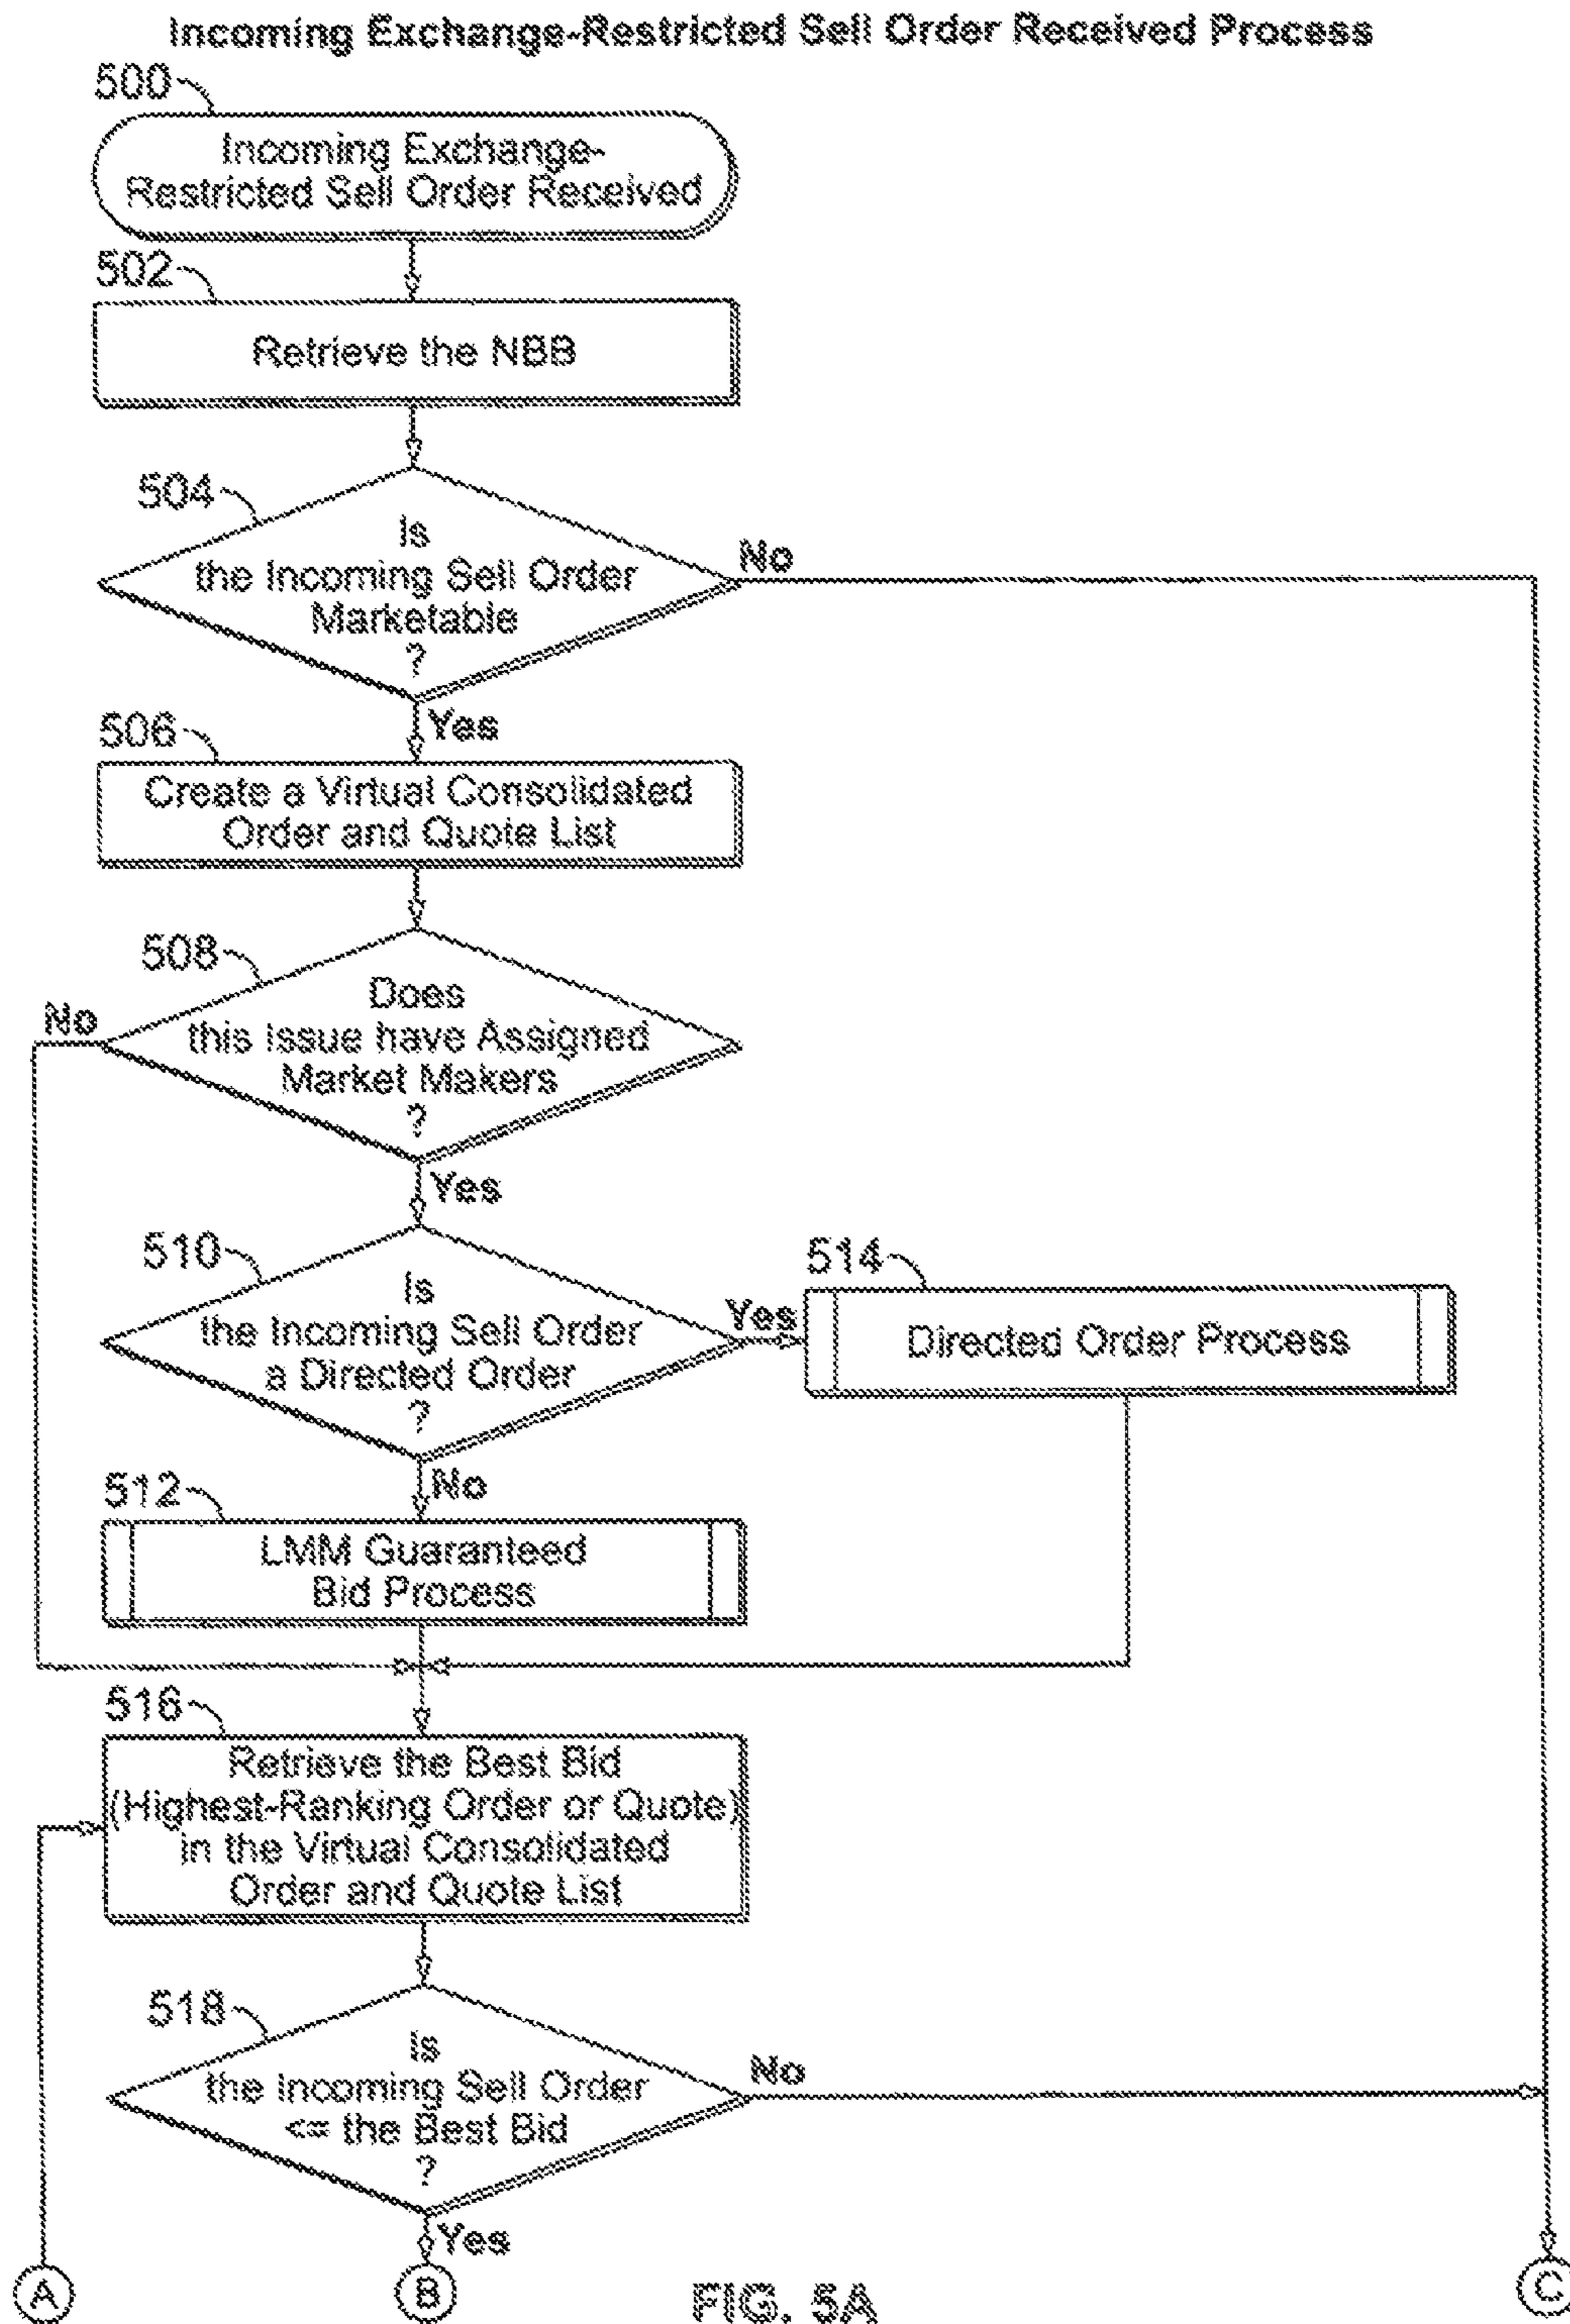 Incoming Exchange-Restricted Sell Order Received Process
500
Incoming Exchange-
Restricted Sell Order Received
502
Retrieve the NBB
504
Is
the Incoming Sell Order
Marketable
?
No
Yes
506
Create a Virtual Consolidated
Order and Quote List
508
Does
this Issue have Assigned
Market Makers
?
No
Yes
510
Is
the Incoming Sell Order
a Directed Order
?
Yes
514
Directed Order Process
No
512
LMM Guaranteed
Bid Process
516
Retrieve the Best Bid
(Highest-Ranking Order or Quote)
in the Virtual Consolidated
Order and Quote List
518
Is
the Incoming Sell Order
<= the Best Bid
?
No
Yes
A
B
C
FIG. 5A